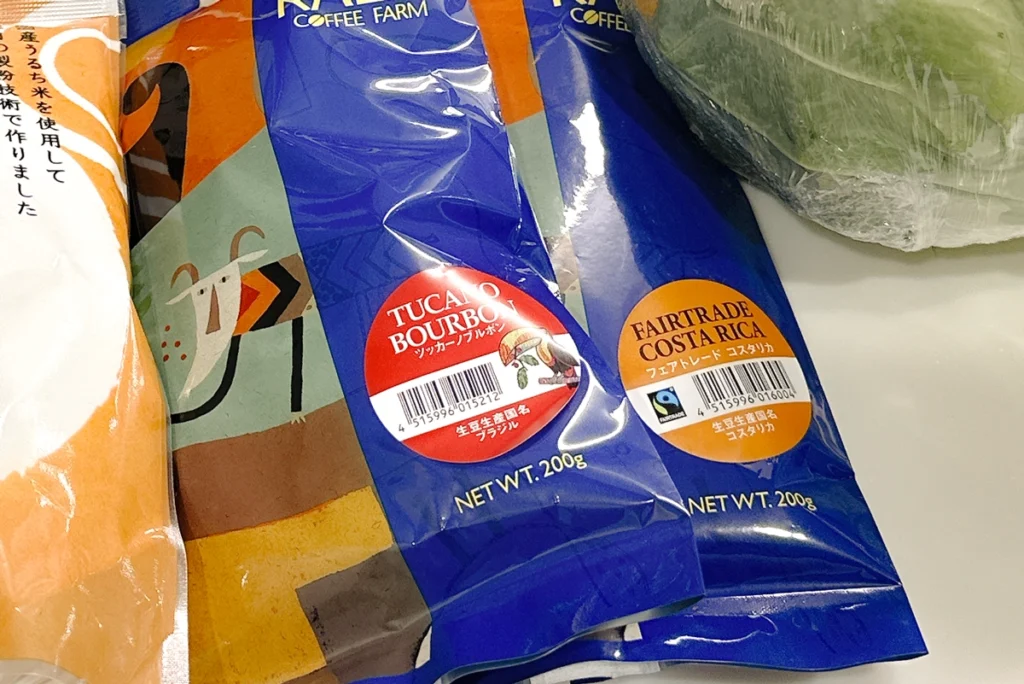 産うるち米を使用して
製粉技術で作りました
KAL
COFFEE FARM
TUCANO
BOURBON
ツッカーノブルボン
4 515996 015212
生豆生産国名
ブラジル
NET WT. 200g
COFFEE
FAIRTRADE
COSTA RICA
フェアトレード コスタリカ
FAIRTRADE
4 515996 016004
生豆生産国名
コスタリカ
NET WT. 200g